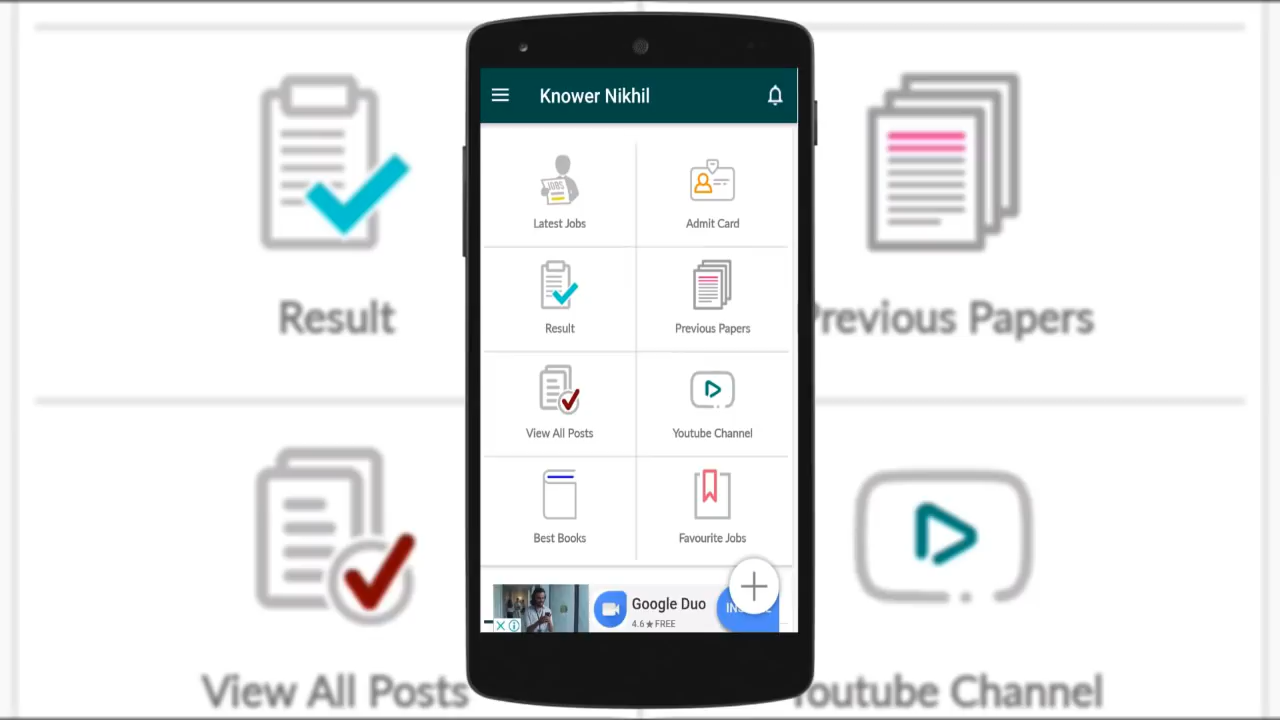 Knower Nikhil
JOBS
Latest Jobs
Admit Card
Result
Previous Papers
View All Posts
Youtube Channel
Best Books
Favourite Jobs
Google Duo
4.6★FREE
Result
Previous Papers
View All Posts
Youtube Channel